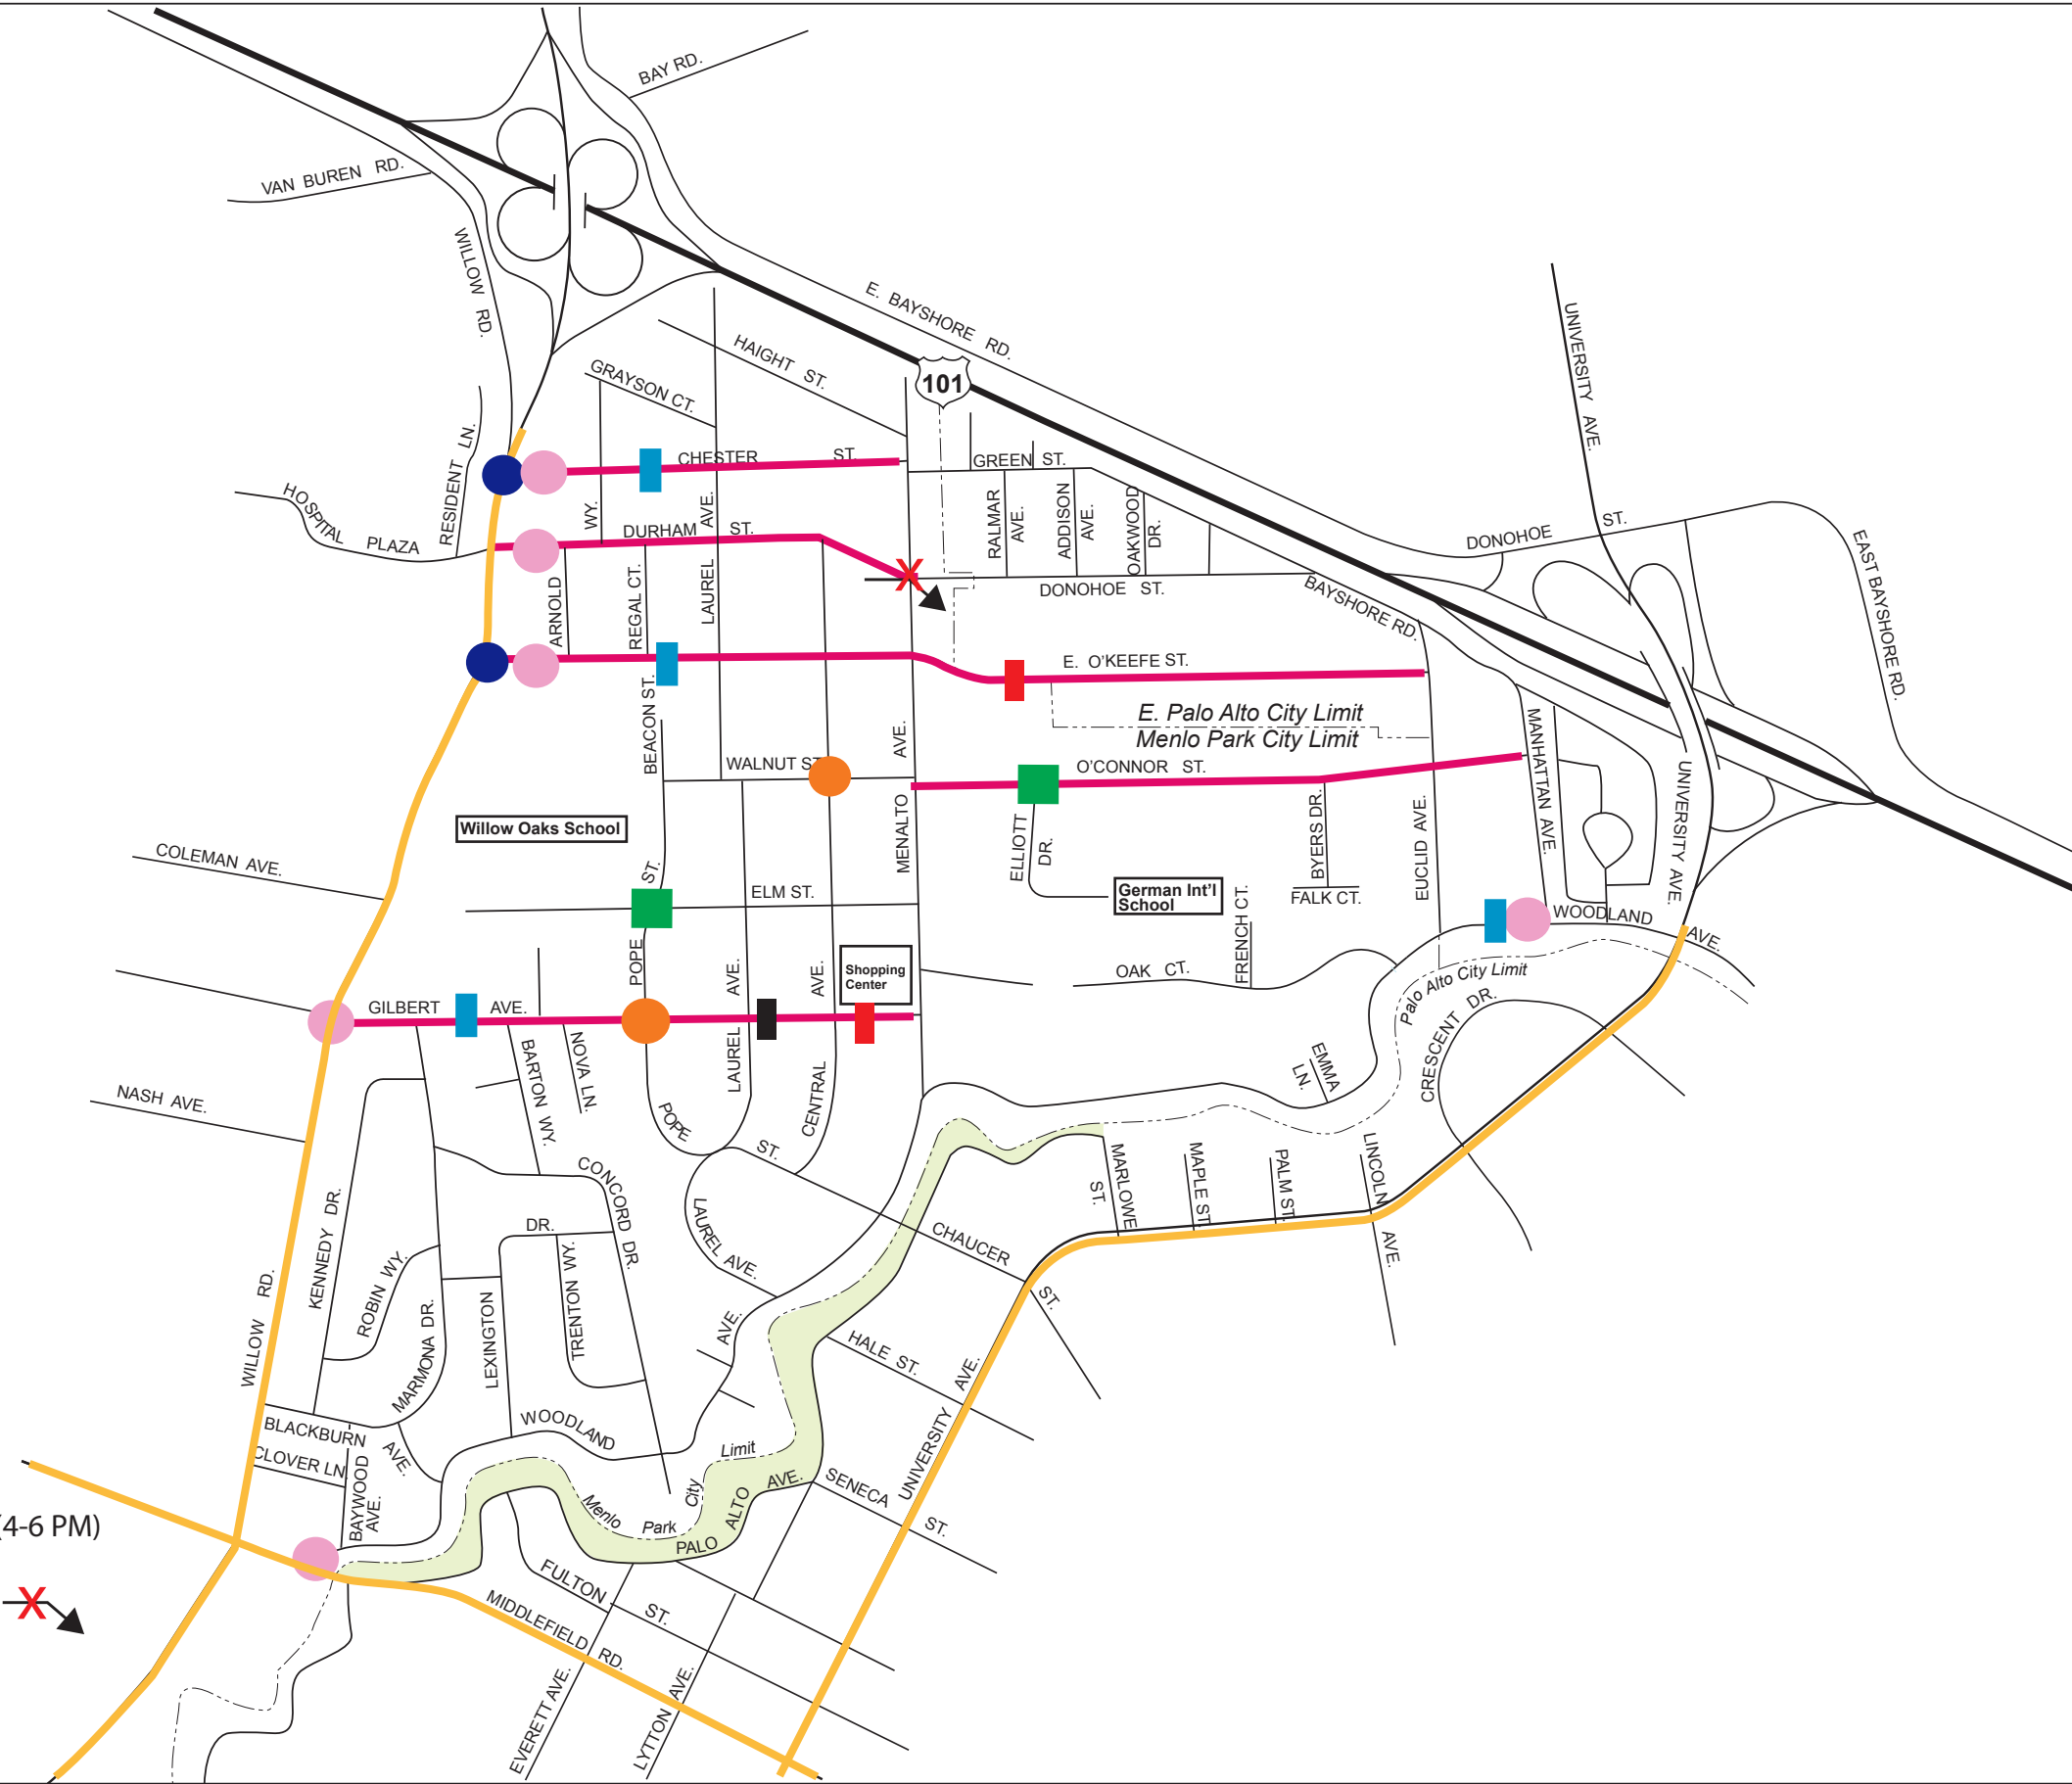 BAY RD.
VAN BUREN RD.
WILLOW RD.
E. BAYSHORE RD.
UNIVERSITY AVE.
HAIGHT ST.
GRAYSON CT.
101
RESIDENT LN.
CHESTER ST.
GREEN ST.
HOSPITAL PLAZA
WY.
AVE.
DURHAM ST.
RALMAR AVE.
ADDISON AVE.
OAKWOOD DR.
DONOHOE ST.
EAST BAYSHORE RD.
ARNOLD
REGAL CT.
LAUREL
X
DONOHOE ST.
BAYSHORE RD.
E. O'KEEFE ST.
BEACON ST.
E. Palo Alto City Limit
Menlo Park City Limit
AVE.
MANHATTAN AVE.
WALNUT ST.
O'CONNOR ST.
UNIVERSITY AVE.
MENALTO
Willow Oaks School
ELLIOTT DR.
BYERS DR.
EUCLID AVE.
COLEMAN AVE.
ST.
ELM ST.
German Int'l
School
FALK CT.
FRENCH CT.
WOODLAND AVE.
POPE
AVE.
AVE.
Shopping
Center
OAK CT.
Palo Alto City Limit
GILBERT AVE.
CRESCENT DR.
BARTON WY.
NOVA LN.
LAUREL
CENTRAL
EMMA LN.
NASH AVE.
POPE ST.
MARLOWE ST.
MAPLE ST.
PALM ST.
LINCOLN AVE.
CONCORD DR.
KENNEDY DR.
DR.
LAUREL AVE.
CHAUCER ST.
ROBIN WY.
TRENTON WY.
WILLOW RD.
MARMONA DR.
LEXINGTON
AVE.
HALE ST.
UNIVERSITY AVE.
BLACKBURN AVE.
WOODLAND
CLOVER LN.
BAYWOOD AVE.
Menlo Park City Limit
PALO ALTO AVE.
SENECA ST.
(4-6 PM)
X
FULTON ST.
MIDDLEFIELD RD.
EVERETT AVE.
LYTTON AVE.